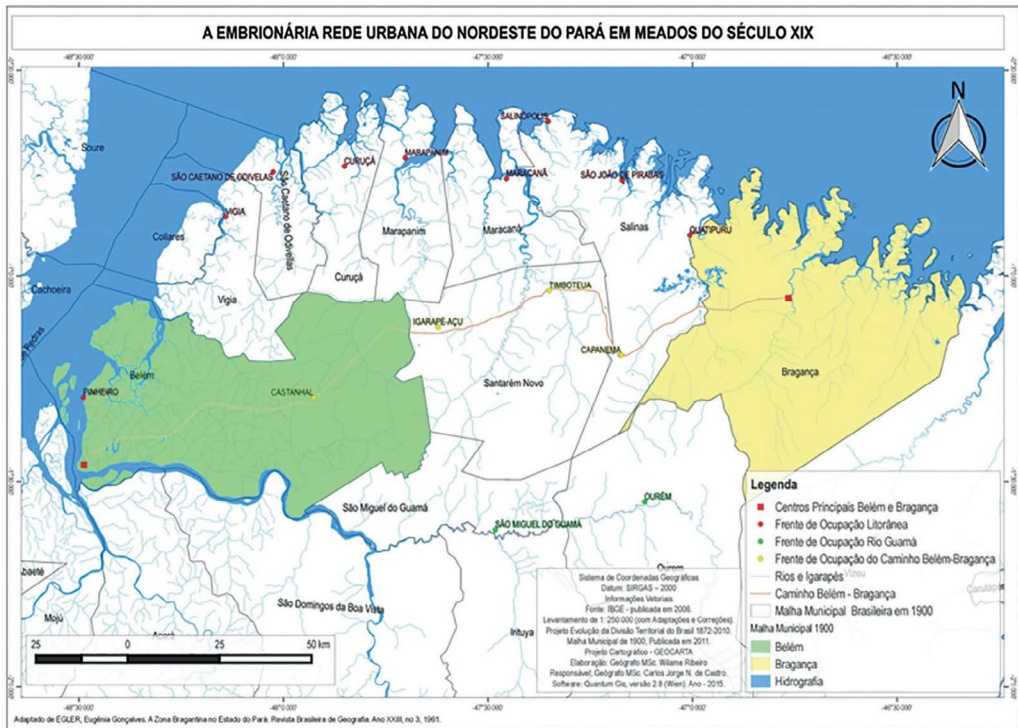 A EMBRIONÁRIA REDE URBANA DO NORDESTE DO PARÁ EM MEADOS DO SÉCULO XIX
-48°30.000 -48°0.000 -47°30.000 -47°0.000 -46°30.000
N
Soure
SALINÓPOLIS
MARAPANIM
CURUÇÁ
SÃO CAETANO DE ODIVELAS
MARACANÃ
SÃO JOÃO DE PIRABAS
São Caetano de Odivellas
VIGIA
Collares
Marapanim
Maracanã
Salinas
QUATIPURU
Curuçá
Cachoeira
Vigia
TIMBOTEUA
IGARAPE-AÇU
CAPANEMA
Belém
Santarém Novo
Bragança
PINHEIRO
CASTANHAL
São Miguel do Guamá
OURÉM
SÃO MIGUEL DO GUAMÁ
Ourem
São Domingos da Boa Vista
Mojú
Irituya
Vizeu
25 0 25 50 km
Sistema de Coordenadas Geográficas
Datum: SIRGAS – 2000
Informações Vetoriais
Fonte: IBGE - publicada em 2006.
Levantamento de 1: 250 000 (com Adaptações e Correções).
Projeto Evolução da Divisão Territorial do Brasil 1872-2010.
Malha Municipal de 1900, Publicada em 2011.
Projeto Cartográfico - GEOCARTA
Elaboração: Geógrafo MSc. Wilame Ribeiro
Responsável; Geógrafo MSc. Carlos Jorge N. de Castro.
Software: Quantum Gis, versão 2.8 (Wien). Ano - 2015.
Legenda
Centros Principais Belém e Bragança
Frente de Ocupação Litorânea
Frente de Ocupação Rio Guamá
Frente de Ocupação do Caminho Belém-Bragança
Rios e Igarapés
Caminho Belém - Bragança
Malha Municipal Brasileira em 1900
Malha Municipal 1900
Belém
Bragança
Hidrografia
Adaptado de ÉGLER, Eugênia Gonçalves. A Zona Bragantina no Estado do Pará. Revista Brasileira de Geografia. Ano XXIII, no 3, 1961.